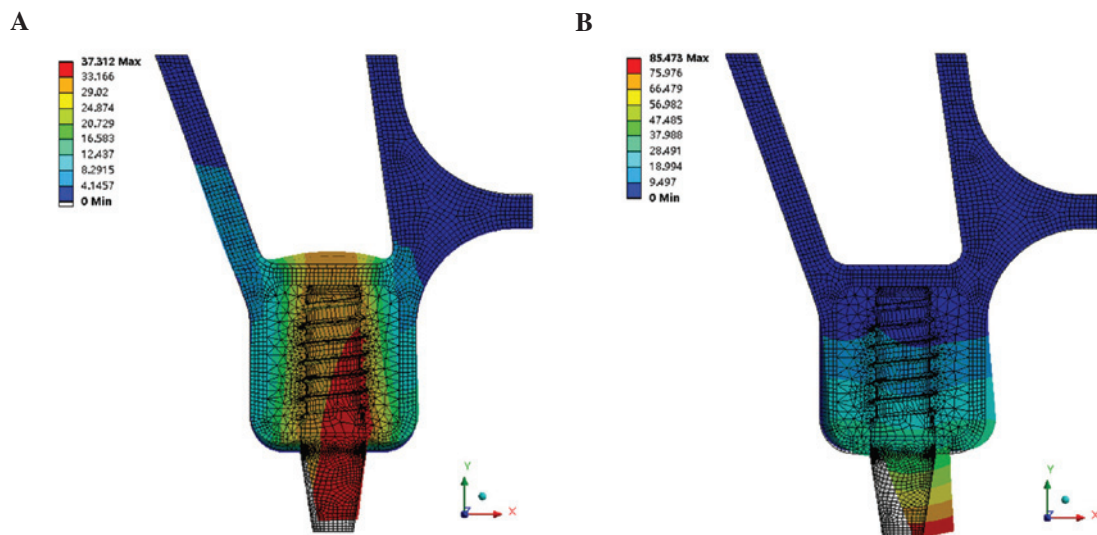 A
37.312 Max
33.166
29.02
24.874
20.729
16.583
12.437
8.2915
4.1457
0 Min
Y
Z
X
B
85.473 Max
75.976
66.479
56.982
47.485
37.988
28.491
18.994
9.497
0 Min
Y
Z
X